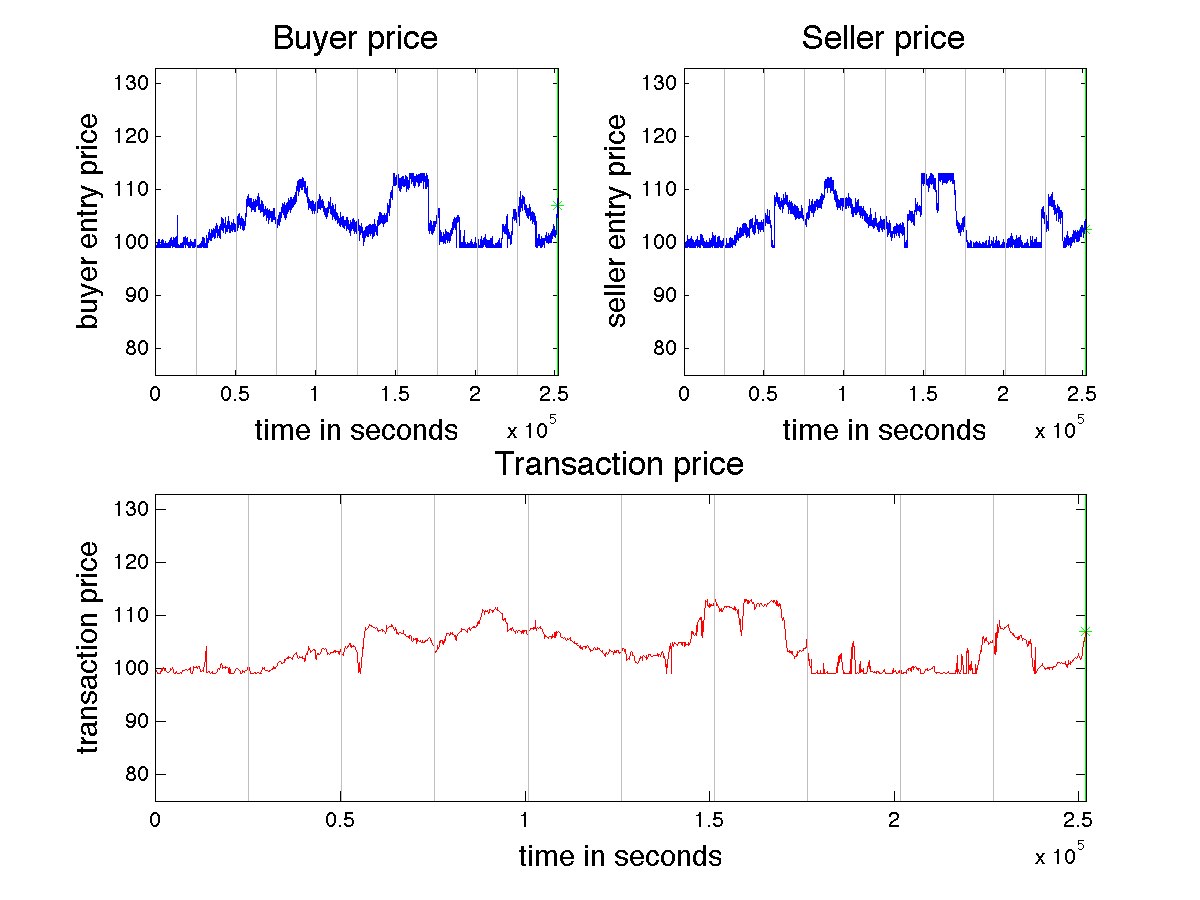 Buyer price
130
120
110
100
90
80
buyer entry price
0 0.5 1 1.5 2 2.5
x 10^5
time in seconds
Seller price
130
120
110
100
90
80
seller entry price
0 0.5 1 1.5 2 2.5
x 10^5
time in seconds
Transaction price
130
120
110
100
90
80
transaction price
0 0.5 1 1.5 2 2.5
x 10^5
time in seconds